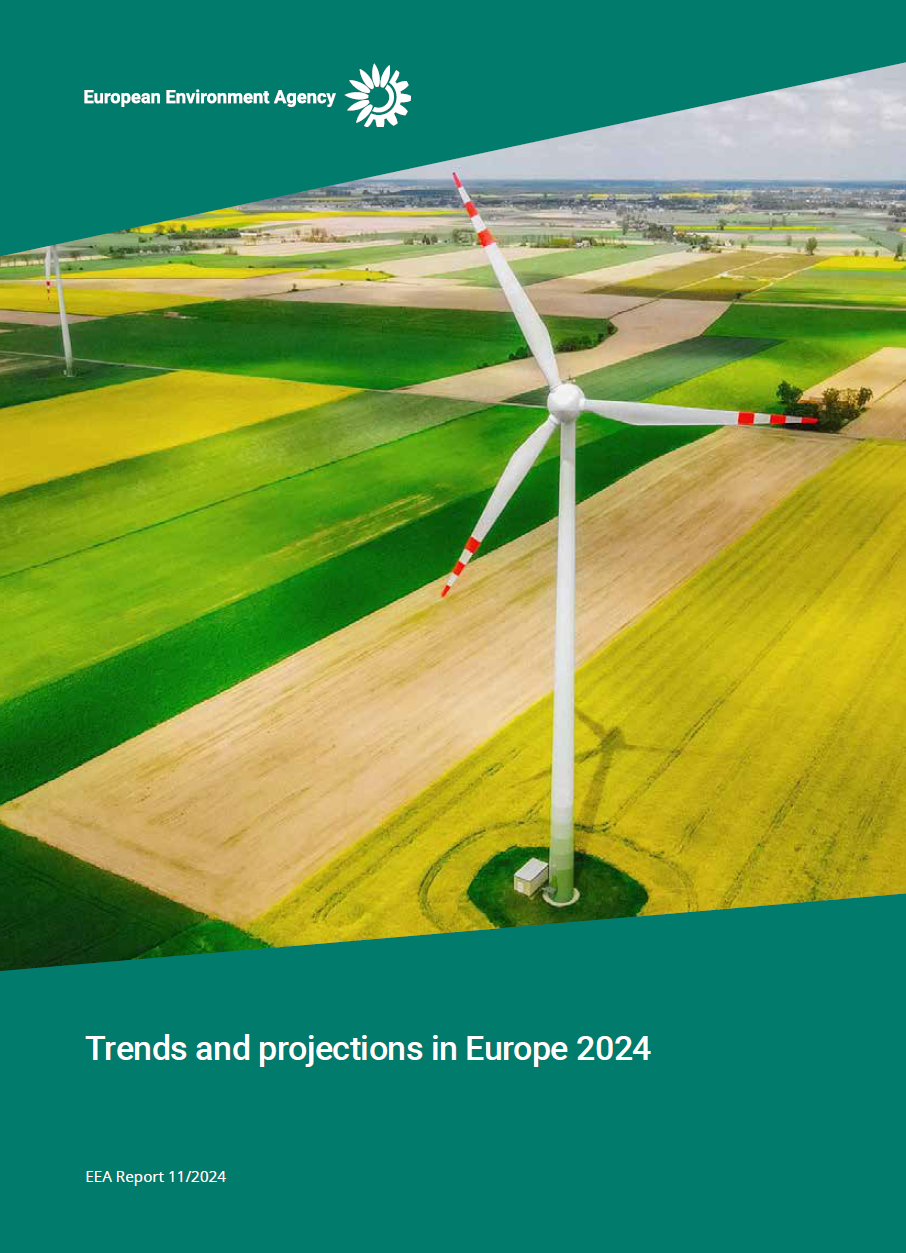 European Environment Agency
Trends and projections in Europe 2024
EEA Report 11/2024